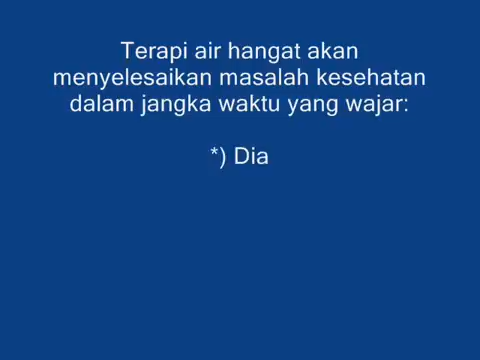 Terapi air hangat akan
menyelesaikan masalah kesehatan
dalam jangka waktu yang wajar:
*) Dia